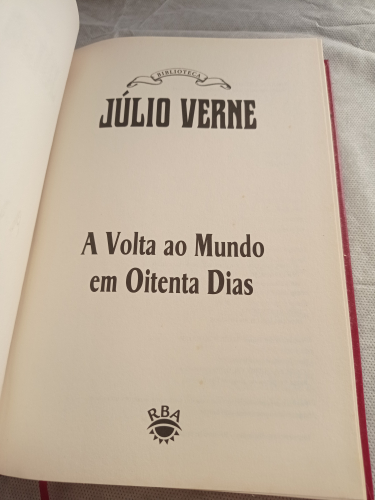 BIBLIOTECA
JÚLIO VERNE
A Volta ao Mundo
em Oitenta Dias
RBA